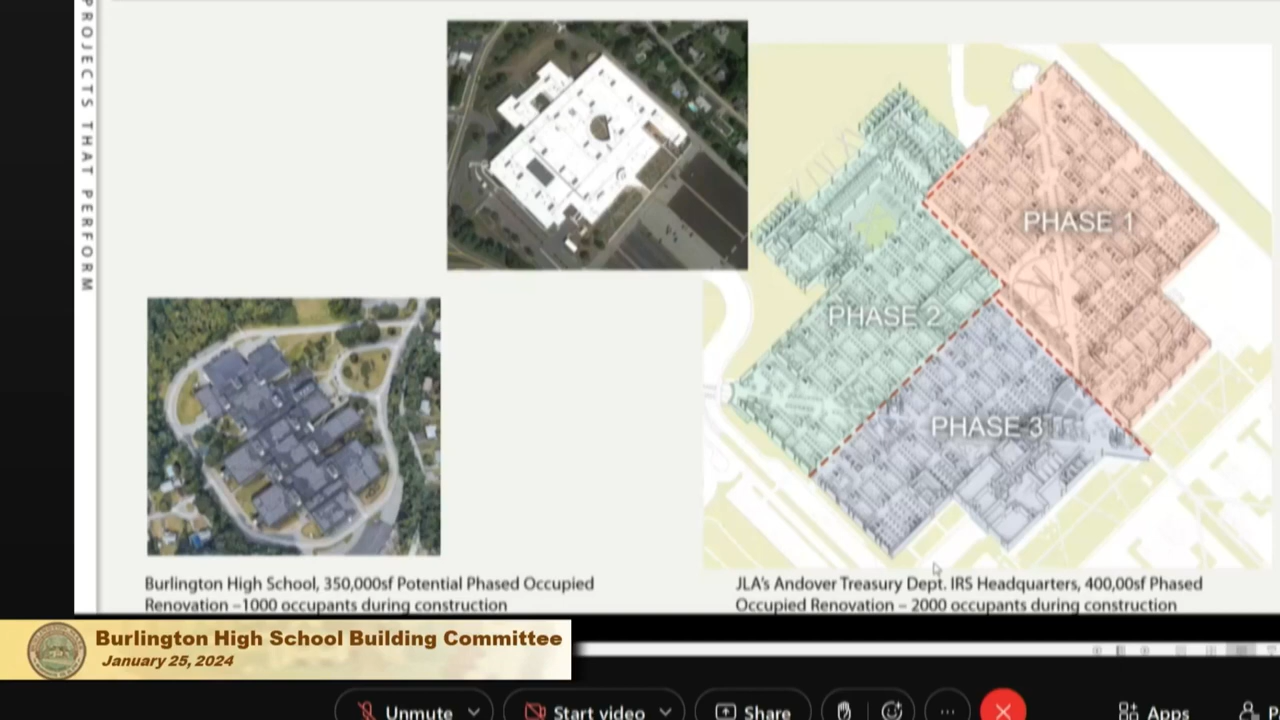 PROJECTS THAT PERFORM
PHASE 1
PHASE 2
PHASE 3
Burlington High School, 350,000sf Potential Phased Occupied
Renovation –1000 occupants during construction
JLA's Andover Treasury Dept. IRS Headquarters, 400,00sf Phased
Occupied Renovation – 2000 occupants during construction
Burlington High School Building Committee
January 25, 2024
Unmute
Start video
Share
Apps
P